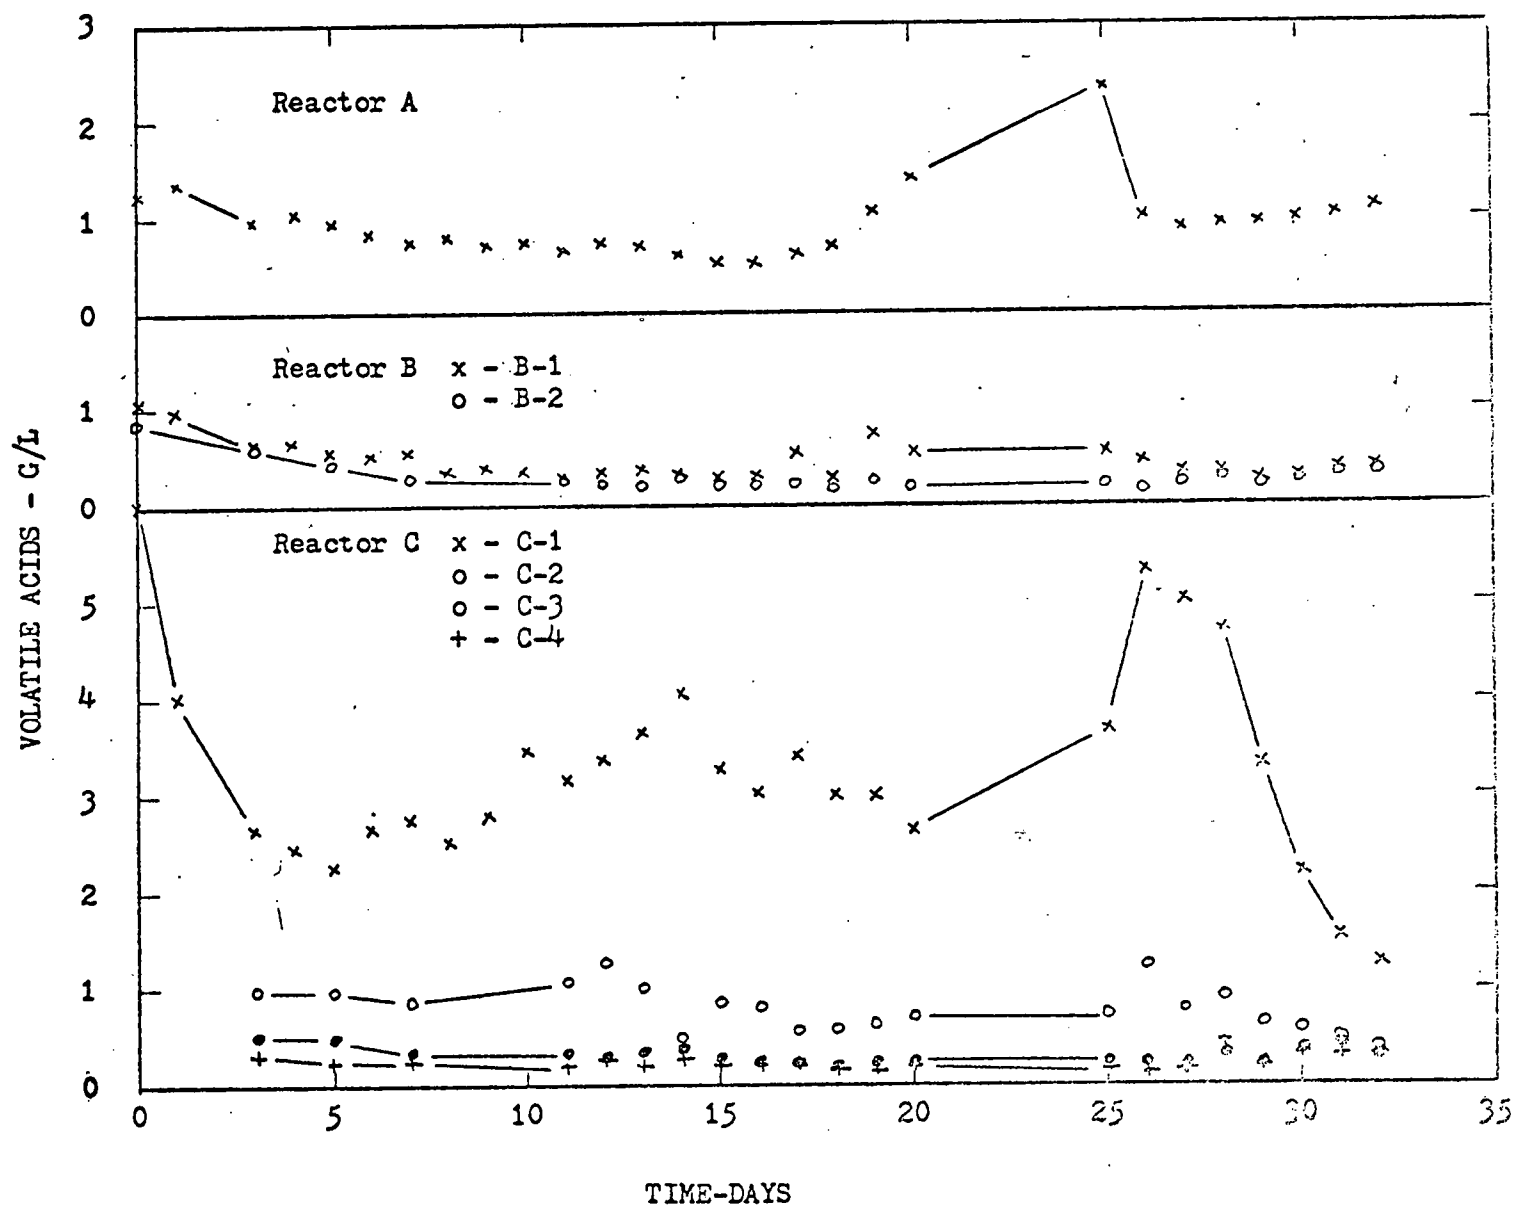 3
Reactor A
2
1
0
Reactor B x - B-1
o - B-2
1
0
Reactor C x - C-1
o - C-2
5
o - C-3
+ - C-4
4
3
2
1
0
0 5 10 15 20 25 30 35
VOLATILE ACIDS - G/L
TIME-DAYS